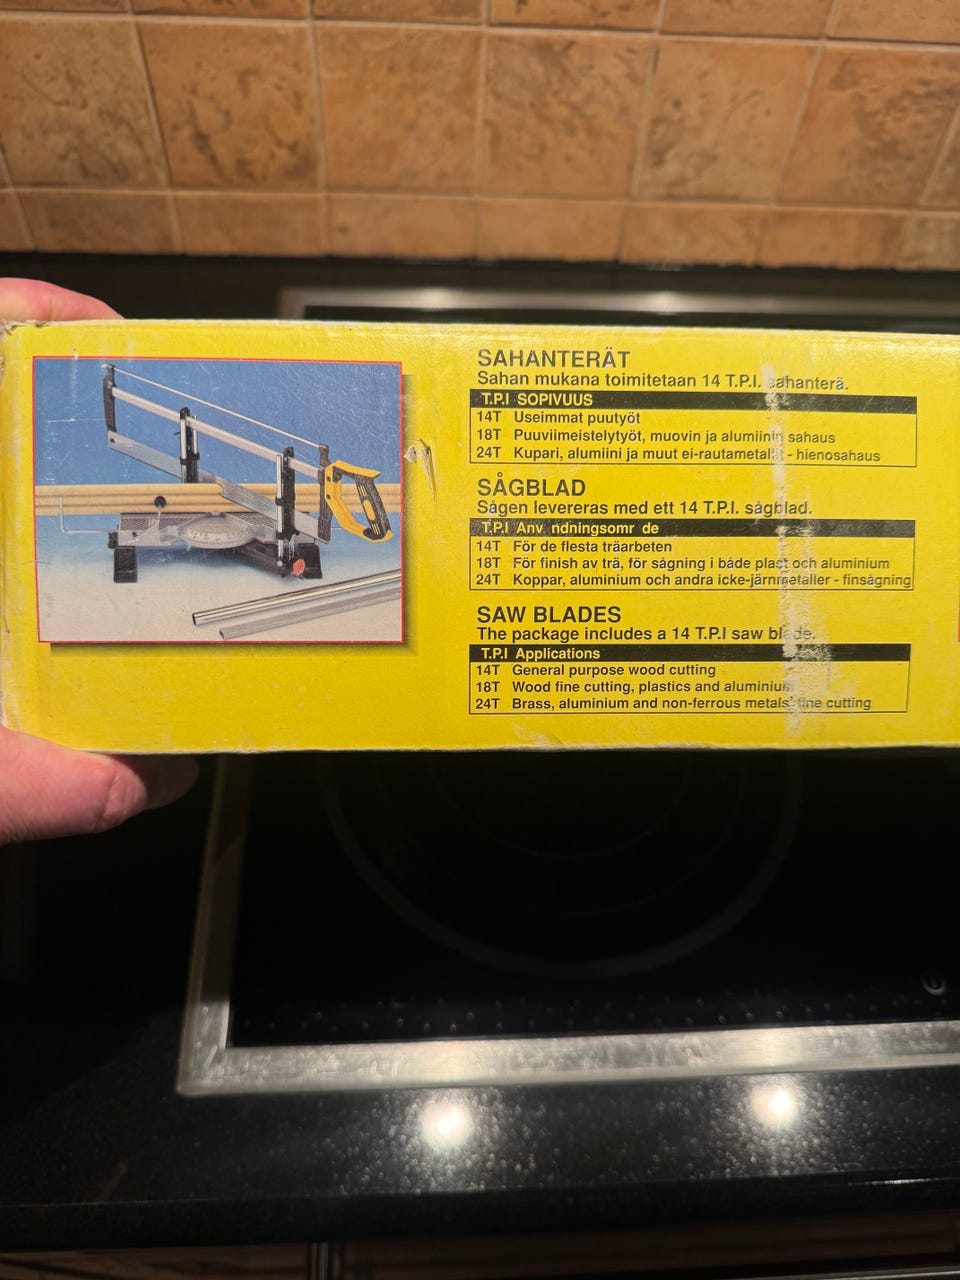 SAHANTERÄT
Sahan mukana toimitetaan 14 T.P.I. sahanterä.
T.P.I SOPIVUUS
14T Useimmat puutyöt
18T Puuviimeistelytyöt, muovin ja alumiinin sahaus
24T Kupari, alumiini ja muut ei-rautametallit - hienosahaus
SÅGBLAD
Sågen levereras med ett 14 T.P.I. sågblad.
T.P.I Anv ndningsomr de
14T För de flesta träarbeten
18T För finish av trä, för sågning i både plast och aluminium
24T Koppar, aluminium och andra icke-järnmetaller - finsågning
SAW BLADES
The package includes a 14 T.P.I saw blade.
T.P.I Applications
14T General purpose wood cutting
18T Wood fine cutting, plastics and aluminium
24T Brass, aluminium and non-ferrous metals' fine cutting